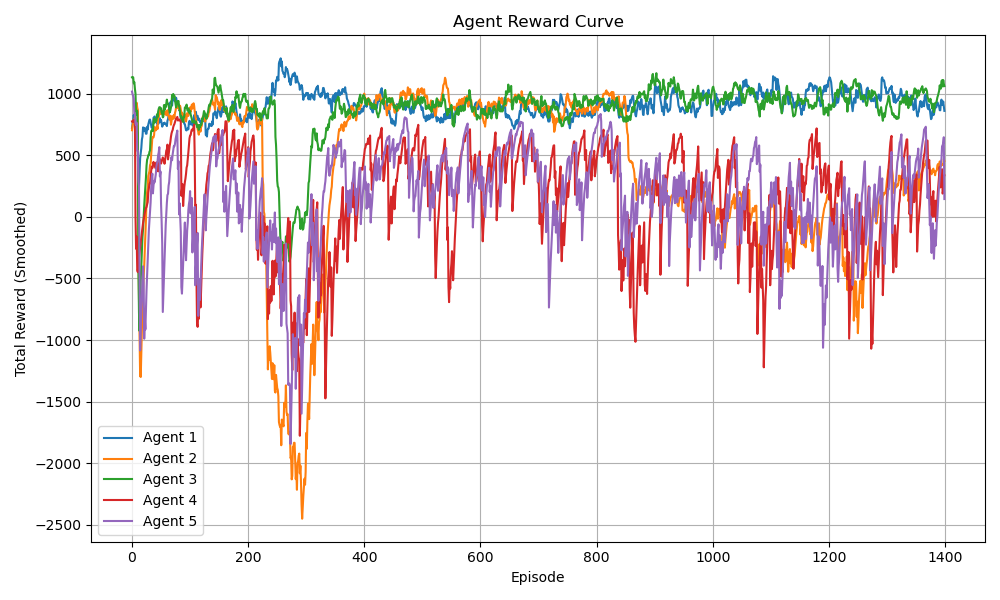 Agent Reward Curve
Total Reward (Smoothed)
1000
500
0
−500
−1000
−1500
−2000
−2500
Agent 1
Agent 2
Agent 3
Agent 4
Agent 5
0 200 400 600 800 1000 1200 1400
Episode